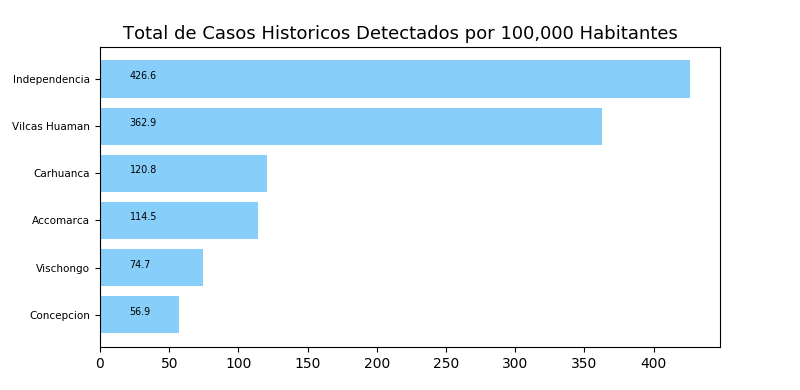 Total de Casos Historicos Detectados por 100,000 Habitantes
Independencia 426.6
Vilcas Huaman 362.9
Carhuanca 120.8
Accomarca 114.5
Vischongo 74.7
Concepcion 56.9
0 50 100 150 200 250 300 350 400